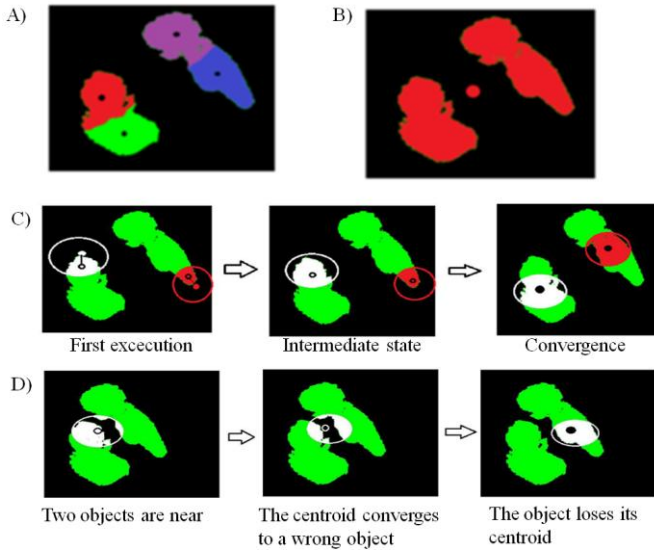 A)
B)
C)
First excecution
Intermediate state
Convergence
D)
Two objects are near
The centroid converges
to a wrong object
The object loses its
centroid